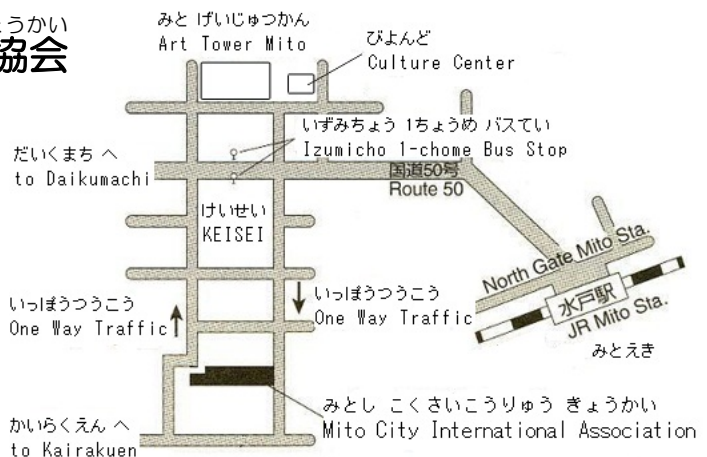 ょうかい
協会
みと げいじゅつかん
Art Tower Mito
びよんど
Culture Center
いずみちょう 1ちょうめ バスてい
Izumicho 1-chome Bus Stop
だいくまち へ
to Daikumachi
国道50号
Route 50
けいせい
KEISEI
North Gate Mito Sta.
水戸駅
JR Mito Sta.
みとえき
いっぽうつうこう
One Way Traffic
いっぽうつうこう
One Way Traffic
みとし こくさいこうりゅう きょうかい
Mito City International Association
かいらくえん へ
to Kairakuen